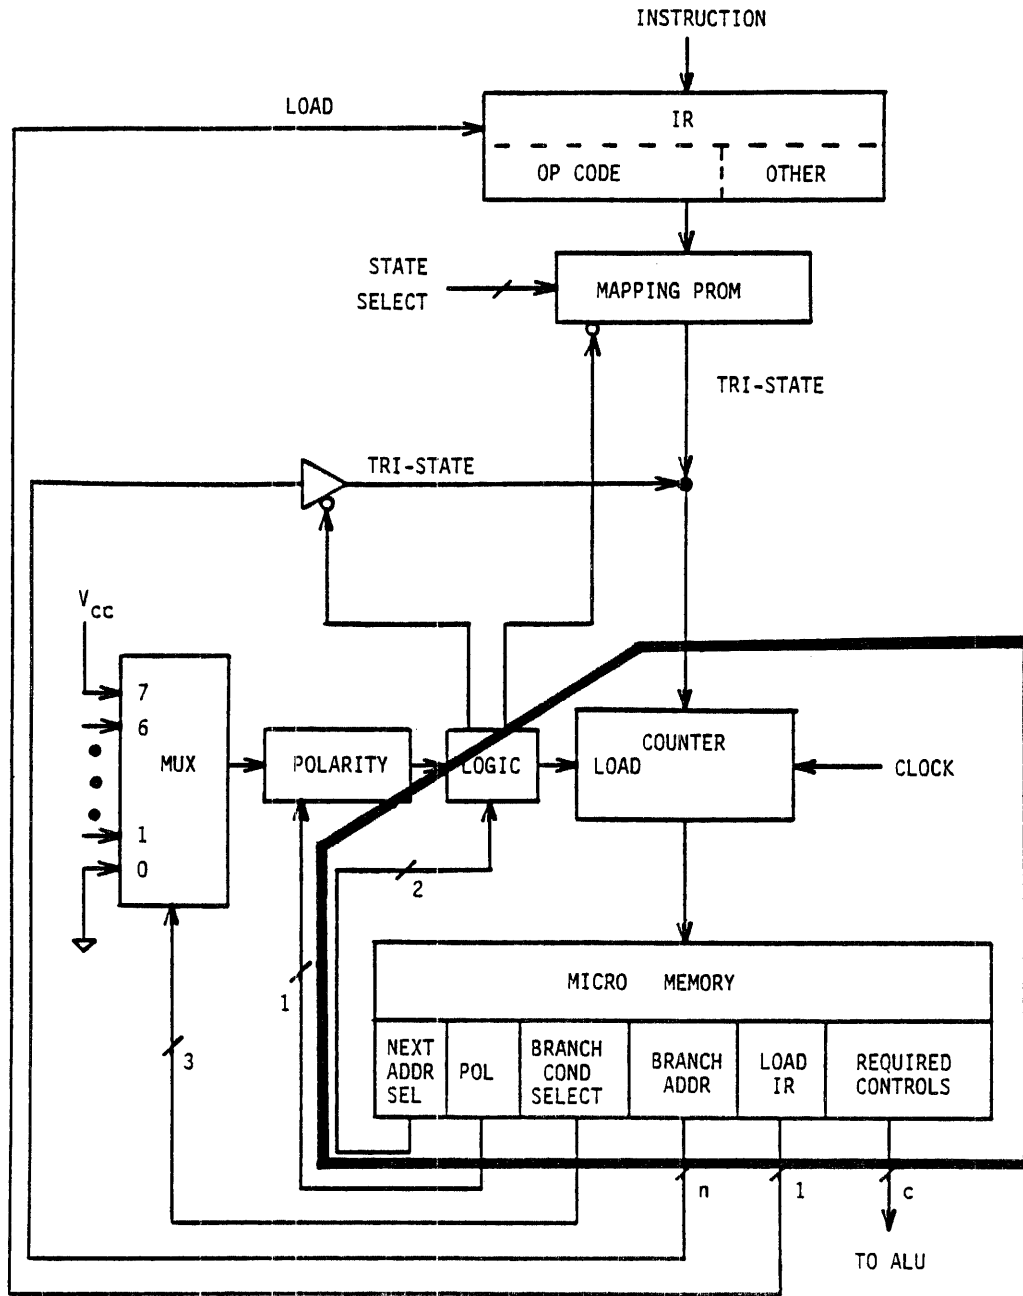 INSTRUCTION
LOAD
IR
OP CODE
OTHER
STATE
SELECT
MAPPING PROM
TRI-STATE
TRI-STATE
Vcc
7
6
MUX
1
0
POLARITY
LOGIC
COUNTER
LOAD
CLOCK
2
1
3
MICRO MEMORY
NEXT
ADDR
SEL
POL
BRANCH
COND
SELECT
BRANCH
ADDR
LOAD
IR
REQUIRED
CONTROLS
n
1
c
TO ALU